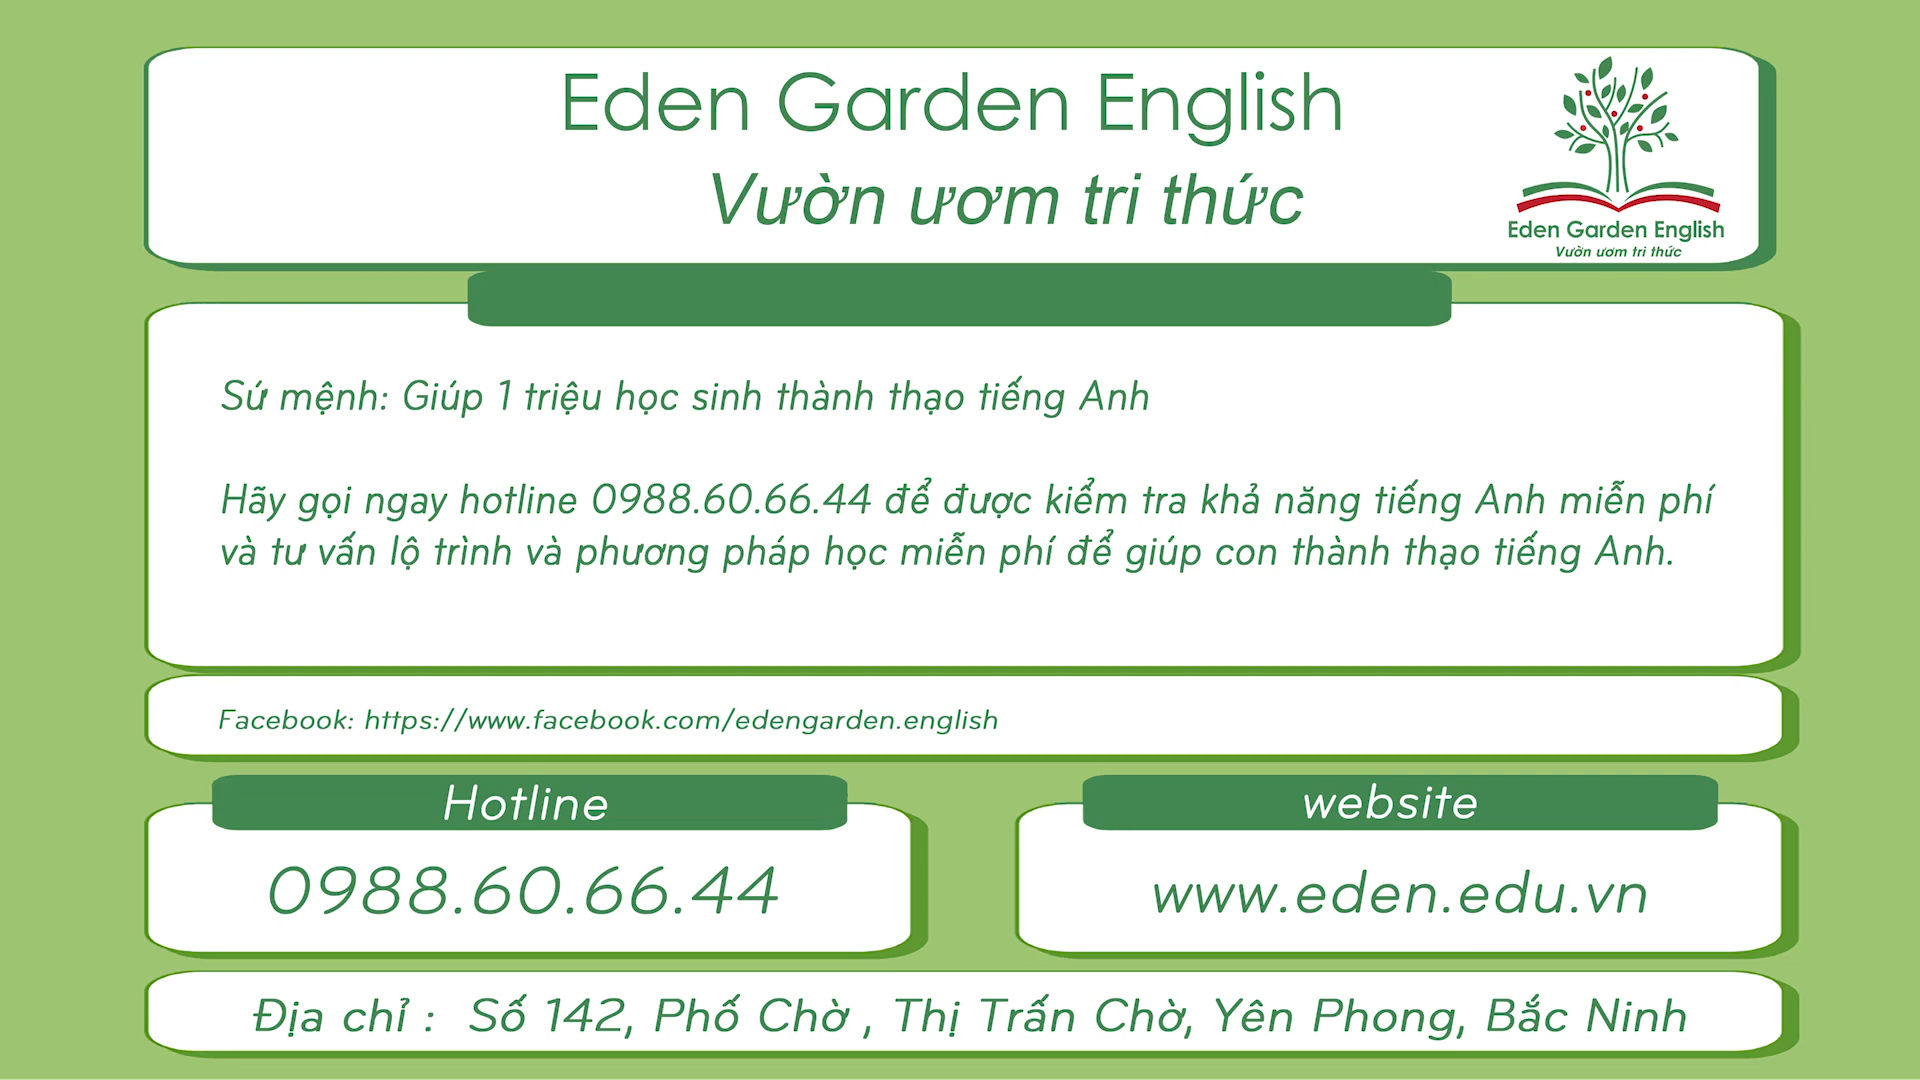 Eden Garden English
Vườn ươm tri thức
Eden Garden English
Vườn ươm tri thức
Sứ mệnh: Giúp 1 triệu học sinh thành thạo tiếng Anh
Hãy gọi ngay hotline 0988.60.66.44 để được kiểm tra khả năng tiếng Anh miễn phí
và tư vấn lộ trình và phương pháp học miễn phí để giúp con thành thạo tiếng Anh.
Facebook: https://www.facebook.com/edengarden.english
Hotline
0988.60.66.44
website
www.eden.edu.vn
Địa chỉ : Số 142, Phố Chờ , Thị Trấn Chờ, Yên Phong, Bắc Ninh